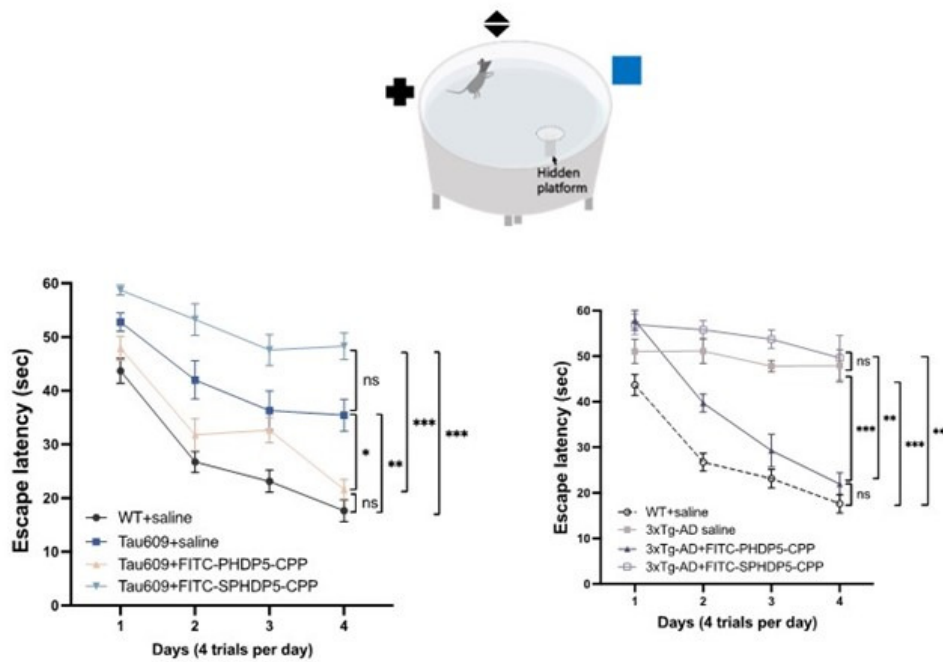 Hidden
platform
Escape latency (sec)
60
50
40
30
20
10
0
ns
*
ns
**
***
***
WT+saline
Tau609+saline
Tau609+FITC-PHDP5-CPP
Tau609+FITC-SPHDP5-CPP
1 2 3 4
Days (4 trials per day)
Escape latency (sec)
60
50
40
30
20
10
0
ns
***
ns
**
***
**
WT+saline
3xTg-AD saline
3xTg-AD+FITC-PHDP5-CPP
3xTg-AD+FITC-SPHDP5-CPP
1 2 3 4
Days (4 trials per day)